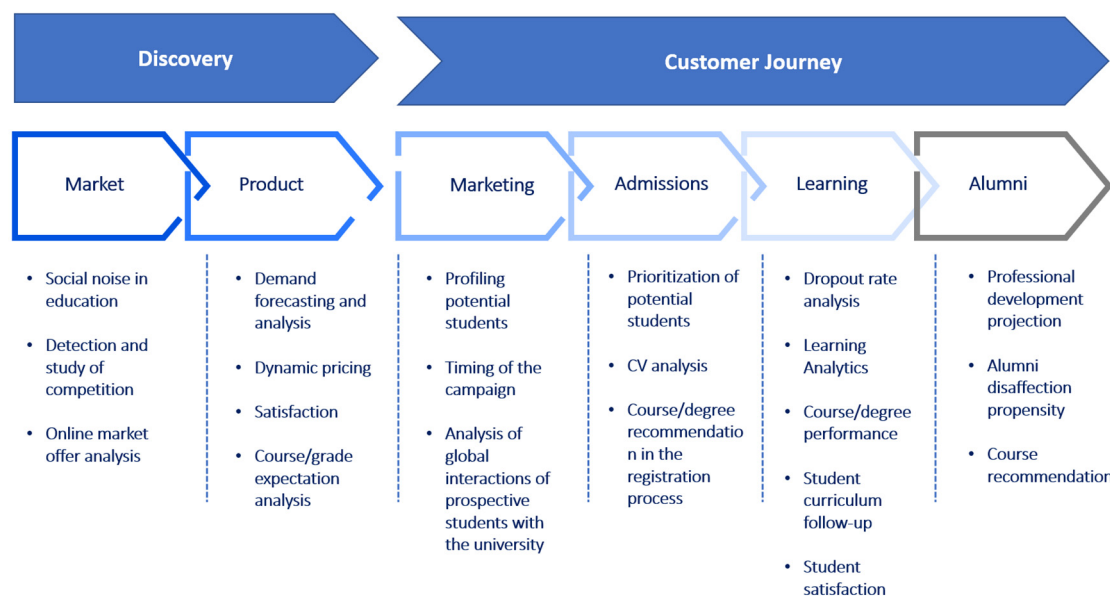 Discovery
Customer Journey
Market
Product
Marketing
Admissions
Learning
Alumni
• Social noise in
education
• Detection and
study of
competition
• Online market
offer analysis
• Demand
forecasting and
analysis
• Dynamic pricing
• Satisfaction
• Course/grade
expectation
analysis
• Profiling
potential
students
• Timing of the
campaign
• Analysis of
global
interactions of
prospective
students with
the university
• Prioritization of
potential
students
• CV analysis
• Course/degree
recommendatio
n in the
registration
process
• Dropout rate
analysis
• Learning
Analytics
• Course/degree
performance
• Student
curriculum
follow-up
• Student
satisfaction
• Professional
development
projection
• Alumni
disaffection
propensity
• Course
recommendation